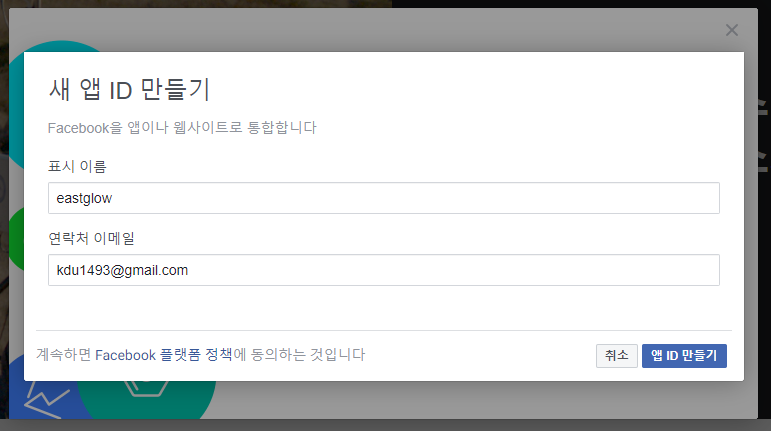 새 앱 ID 만들기
Facebook을 앱이나 웹사이트로 통합합니다
표시 이름
eastglow
연락처 이메일
kdu1493@gmail.com
계속하면 Facebook 플랫폼 정책에 동의하는 것입니다
취소
앱 ID 만들기